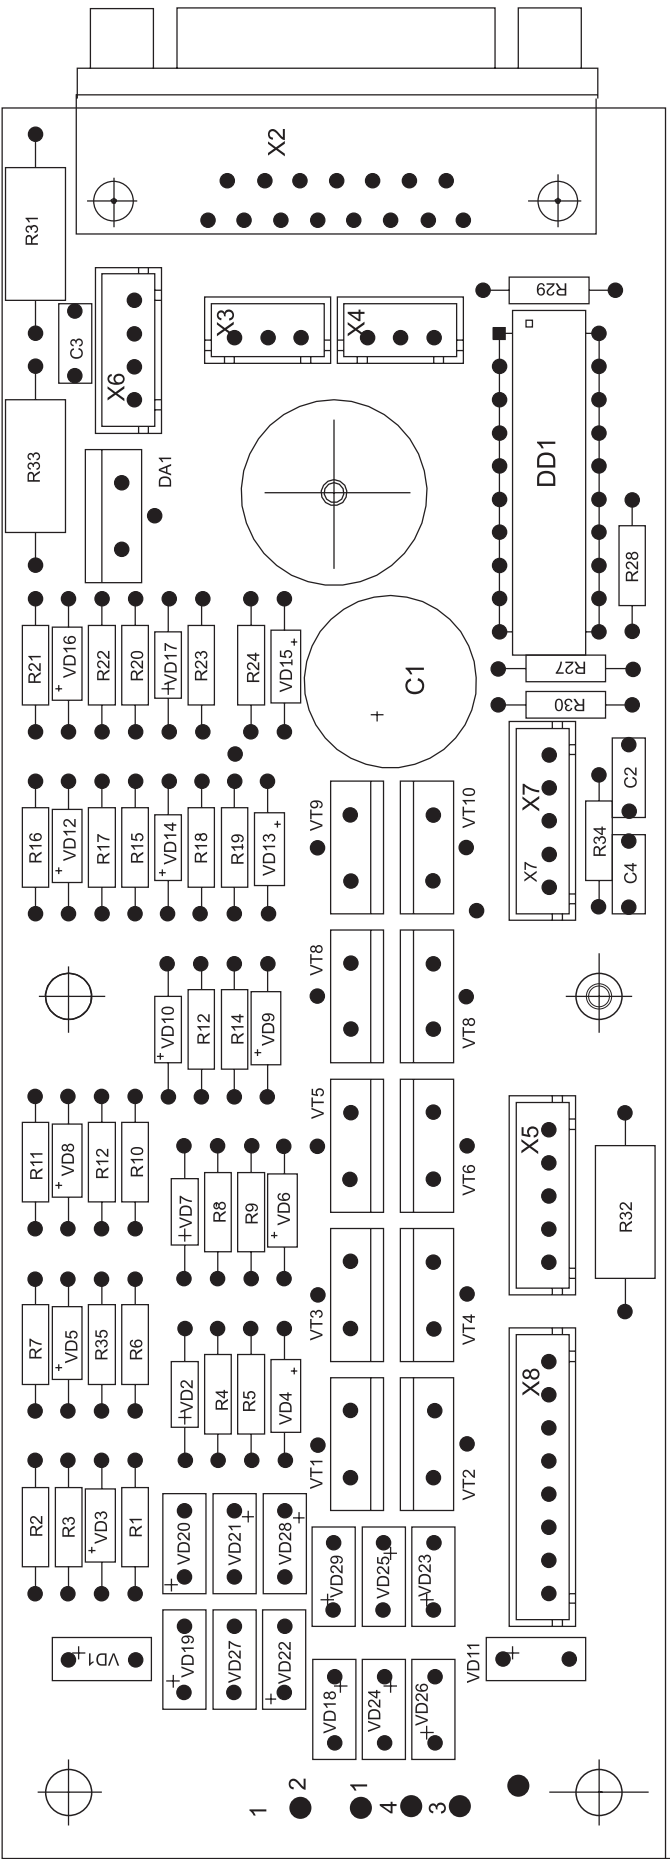 X2
R31
R29
X3
X4
C3
X6
DD1
R33
DA1
R28
R21
VD16
+
R22
R20
+VD17
R23
R24
VD15
+
C1
+
R27
R30
X7
X7
C2
R34
C4
R16
VD12
+
R17
R15
VD14
+
R18
R19
VD13
+
VT9
VT10
VD10
+
R12
R14
VD9
+
VT8
VT8
R11
VD8
+
R12
R10
VT5
VT6
X5
R32
+VD7
R8
R9
VD6
+
R7
VD5
+
R35
R6
VT3
VT4
+VD2
R4
R5
VD4
+
X8
VT1
VT2
R2
R3
VD3
+
R1
VD20
+
VD21
+
VD28
+
VD29
+
VD25
+
VD23
+
VD1
+
VD19
+
VD27
VD22
+
VD11
+
VD18
+
VD24
+
VD26
+
1
2
1
4
3